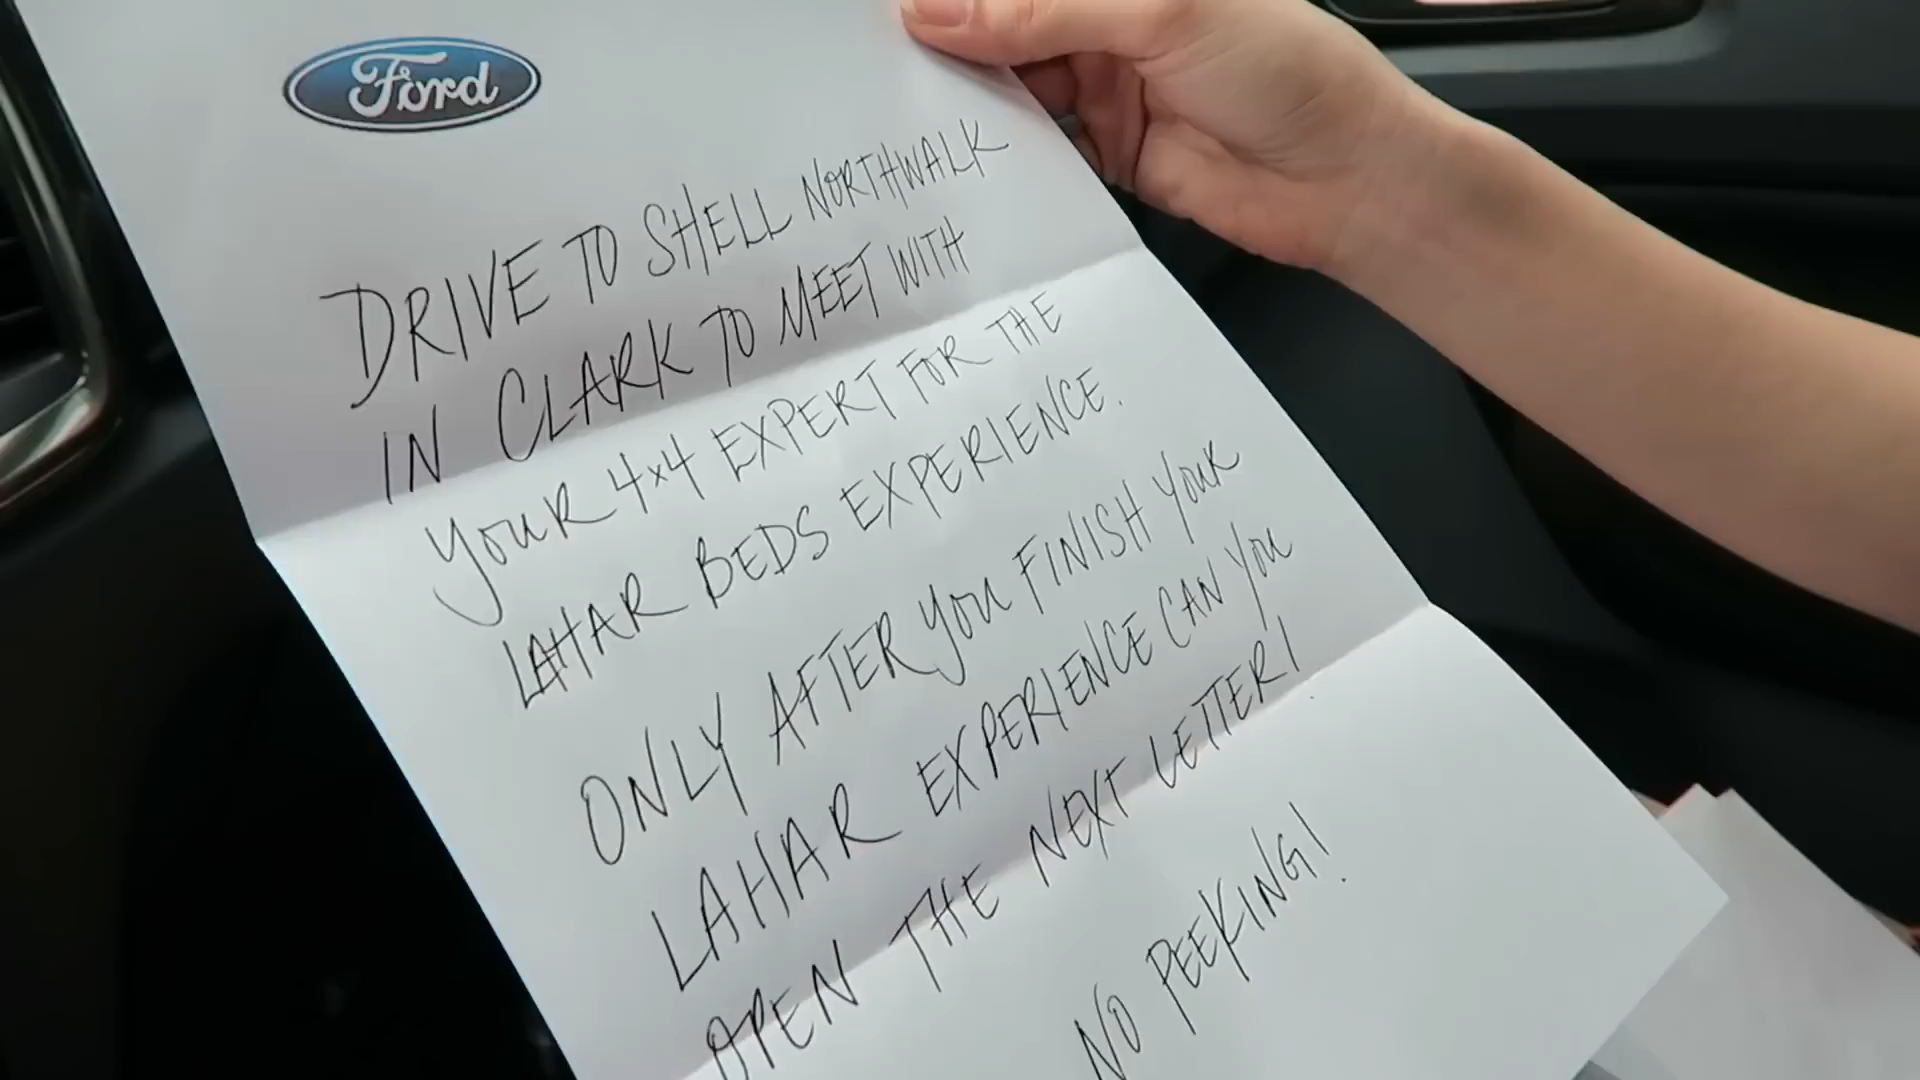 Ford
DRIVE TO SHELL NORTHWALK
IN CLARK TO MEET WITH
YOUR 4x4 EXPERT FOR THE
LAHAR BEDS EXPERIENCE.
ONLY AFTER YOU FINISH YOUR
LAHAR EXPERIENCE CAN YOU
OPEN THE NEXT LETTER!
NO PEEKING!